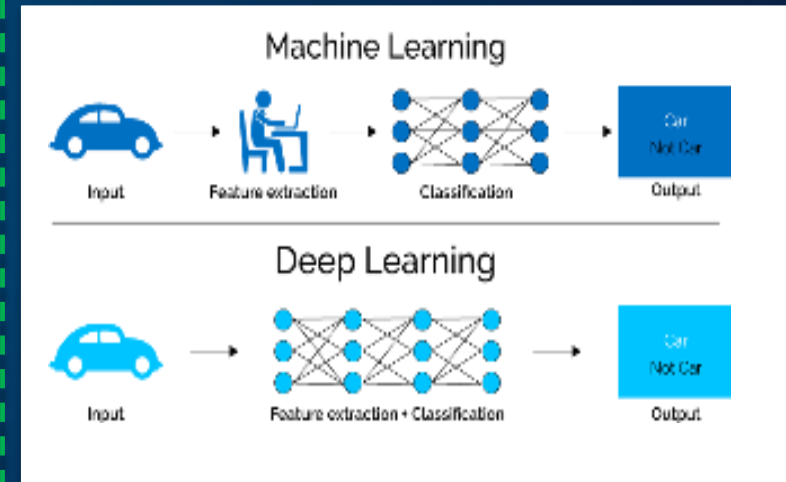 Machine Learning
Car
Not Car
Input
Feature extraction
Classification
Output
Deep Learning
Car
Not Car
Input
Feature extraction + Classification
Output